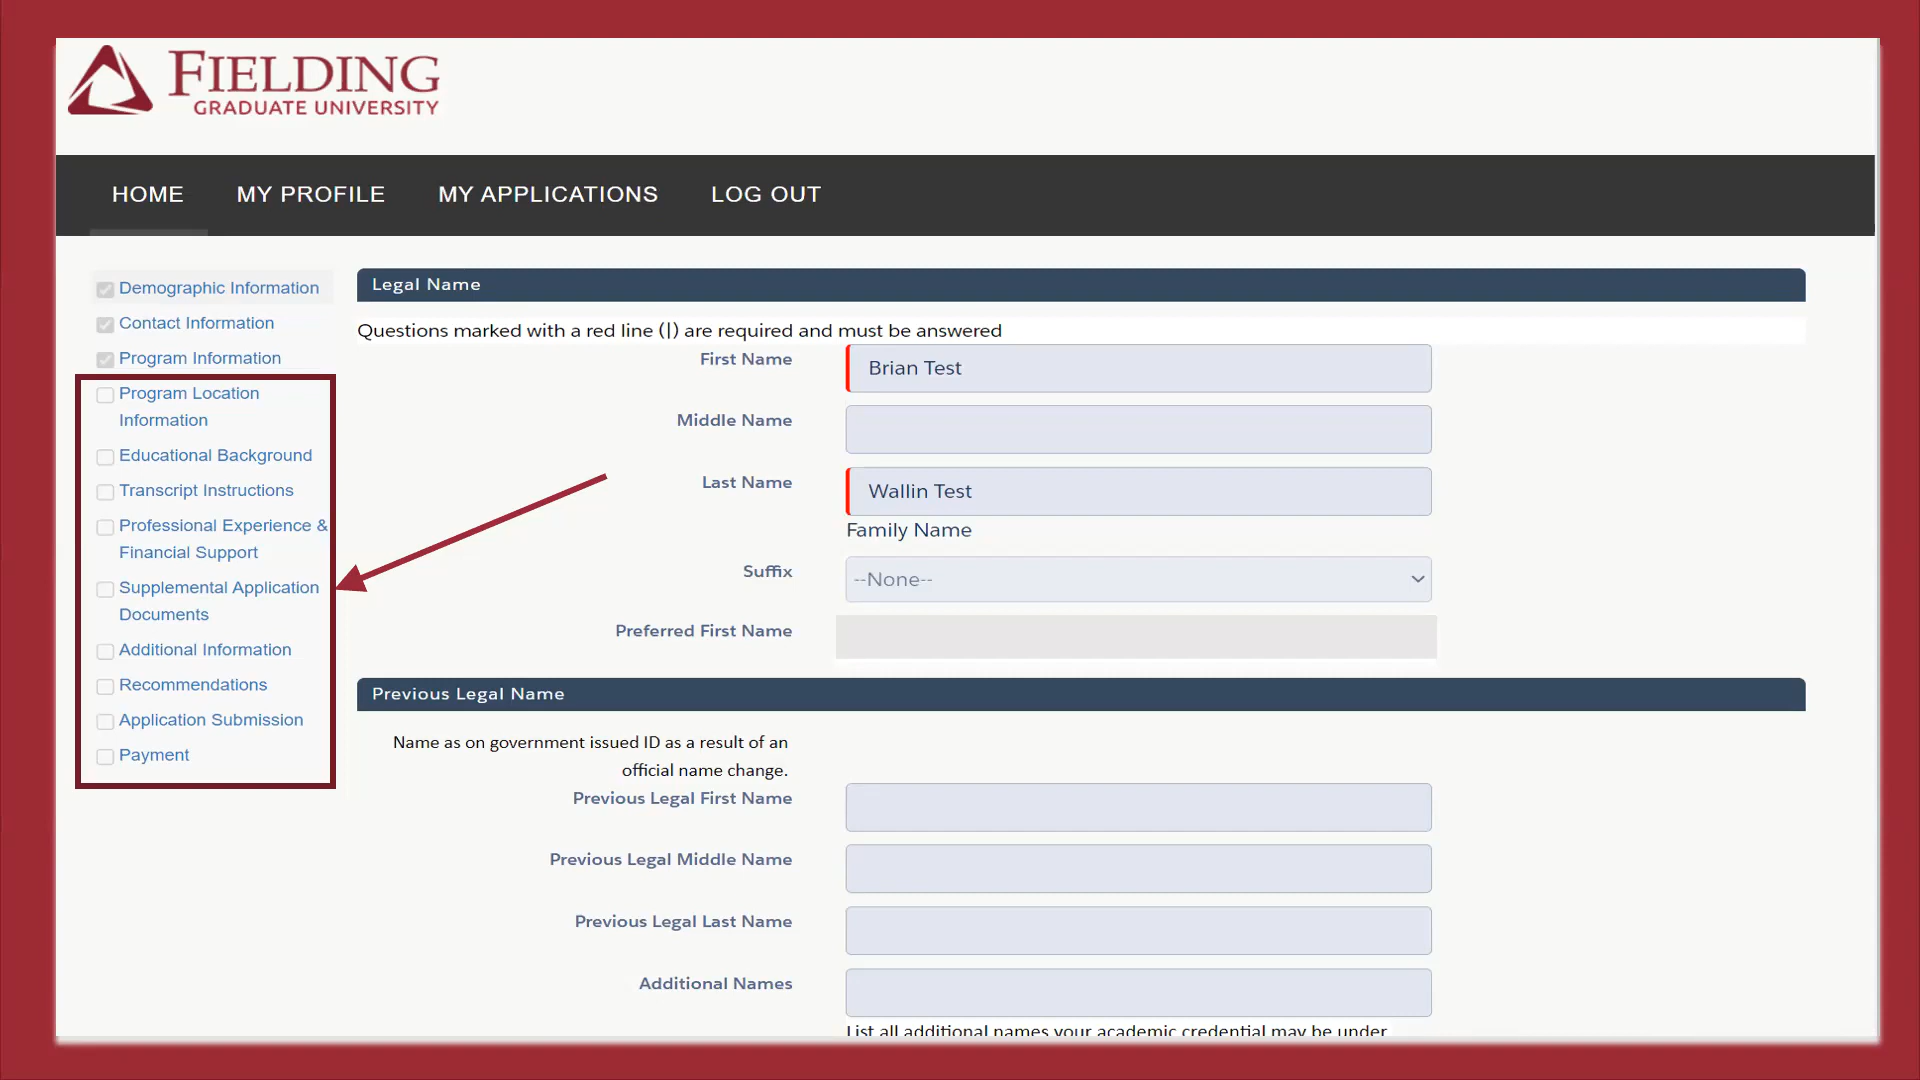 FIELDING
GRADUATE UNIVERSITY
HOME MY PROFILE MY APPLICATIONS LOG OUT
Demographic Information
Contact Information
Program Information
Program Location
Information
Educational Background
Transcript Instructions
Professional Experience &
Financial Support
Supplemental Application
Documents
Additional Information
Recommendations
Application Submission
Payment
Legal Name
Questions marked with a red line (|) are required and must be answered
First Name Brian Test
Middle Name
Last Name Wallin Test
Family Name
Suffix --None--
Preferred First Name
Previous Legal Name
Name as on government issued ID as a result of an
official name change.
Previous Legal First Name
Previous Legal Middle Name
Previous Legal Last Name
Additional Names
List all additional names your academic credential may be under